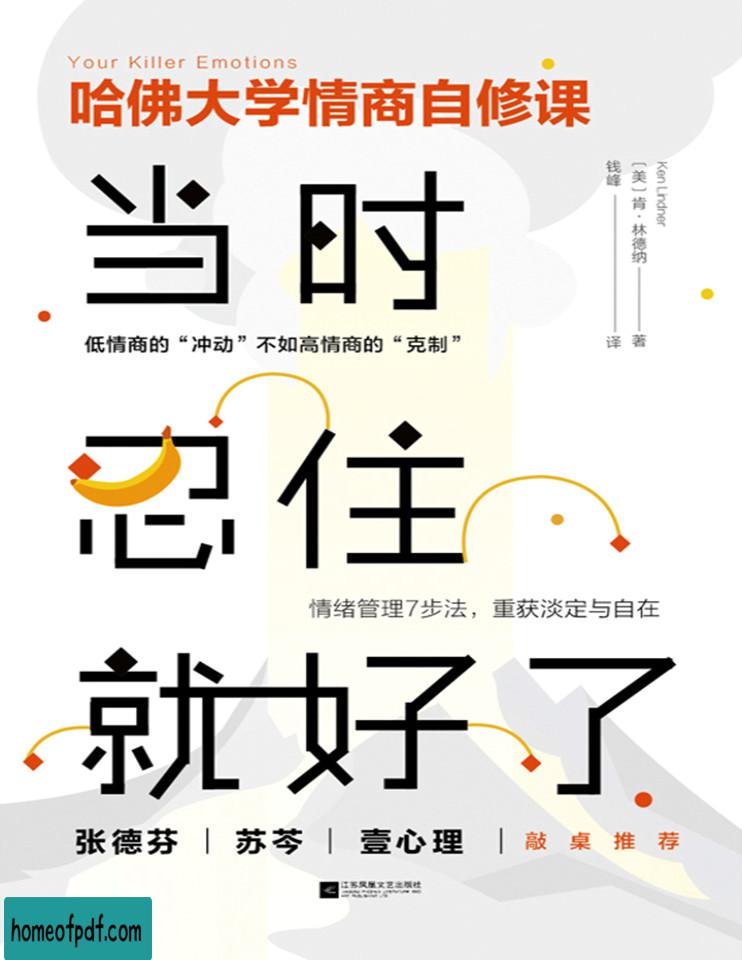 Your Killer Emotions
哈佛大学情商自修课
当时
Ken Lindner
[美]肯·林德纳 著
钱峰 译
低情商的“冲动”不如高情商的“克制”
忍住
情绪管理7步法，重获淡定与自在
就好了
张德芬 | 苏芩 | 壹心理 | 敲桌推荐
江苏凤凰文艺出版社
homeofpdf.com